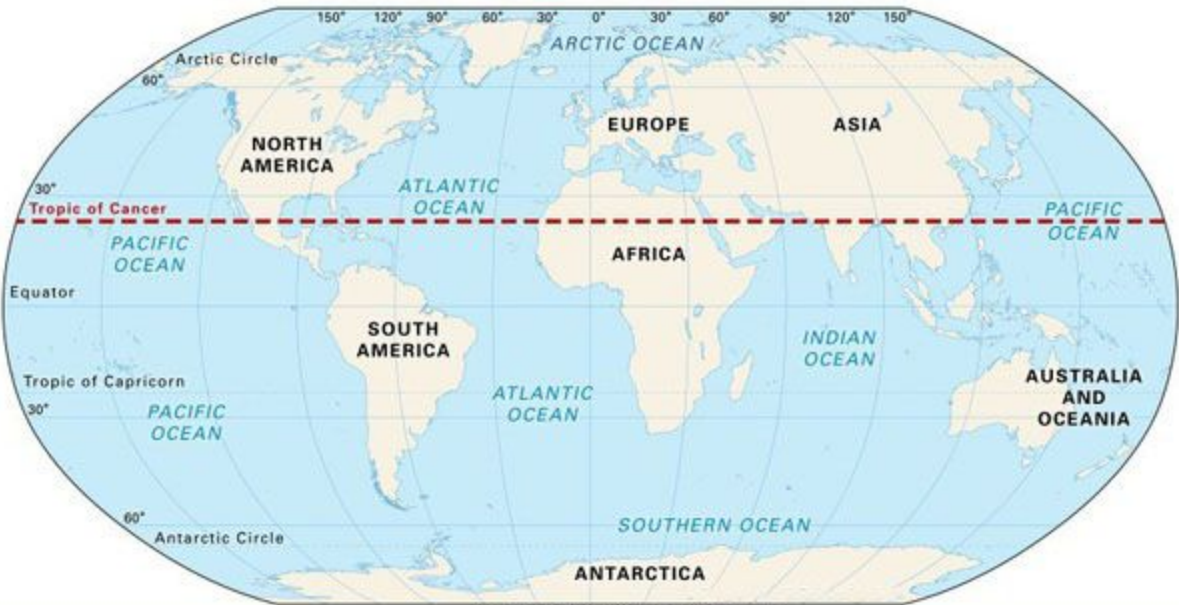 150° 120° 90° 60° 30° 0° 30° 60° 90° 120° 150°
ARCTIC OCEAN
Arctic Circle
60°
EUROPE
ASIA
NORTH
AMERICA
30°
ATLANTIC
OCEAN
Tropic of Cancer
PACIFIC
OCEAN
PACIFIC
OCEAN
AFRICA
Equator
SOUTH
AMERICA
INDIAN
OCEAN
Tropic of Capricorn
30°
PACIFIC
OCEAN
ATLANTIC
OCEAN
AUSTRALIA
AND
OCEANIA
60°
SOUTHERN OCEAN
Antarctic Circle
ANTARCTICA